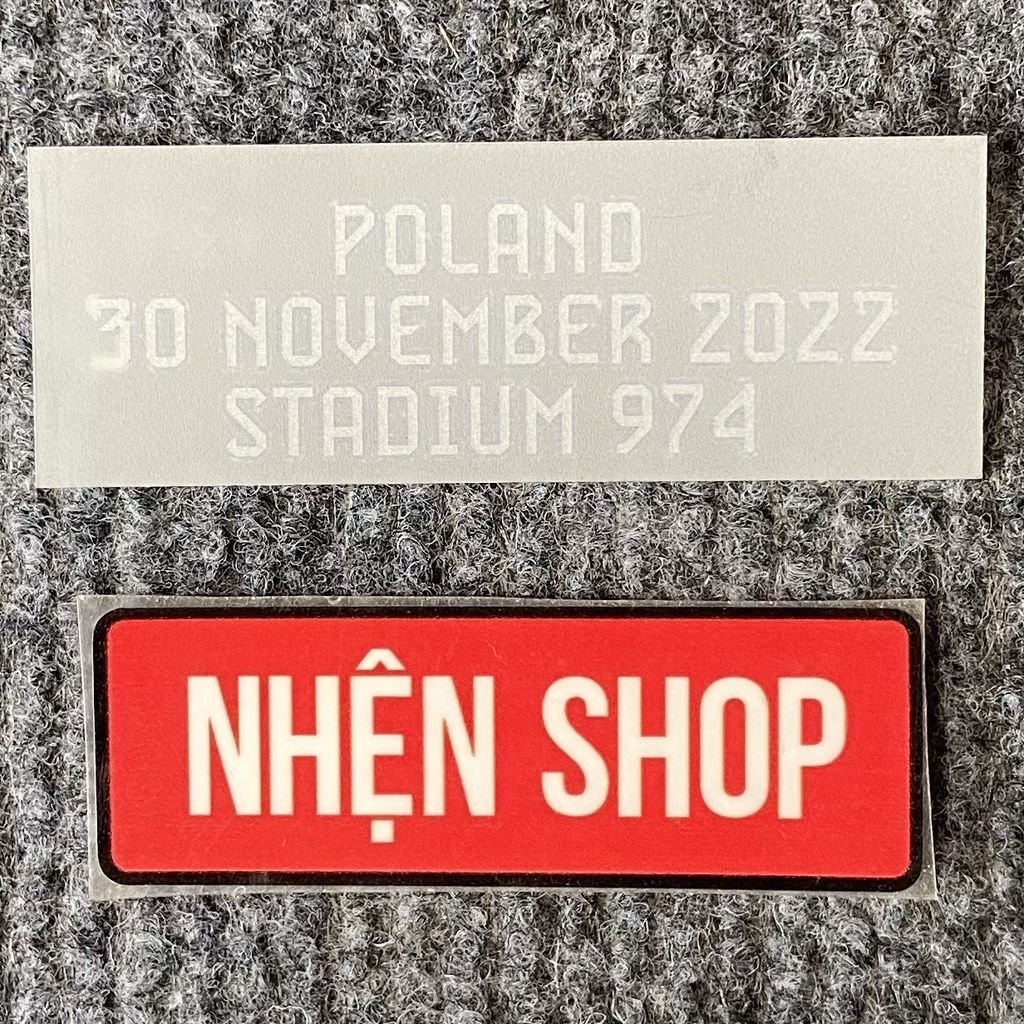 POLAND
30 NOVEMBER 2022
STADIUM 974
NHỆN SHOP